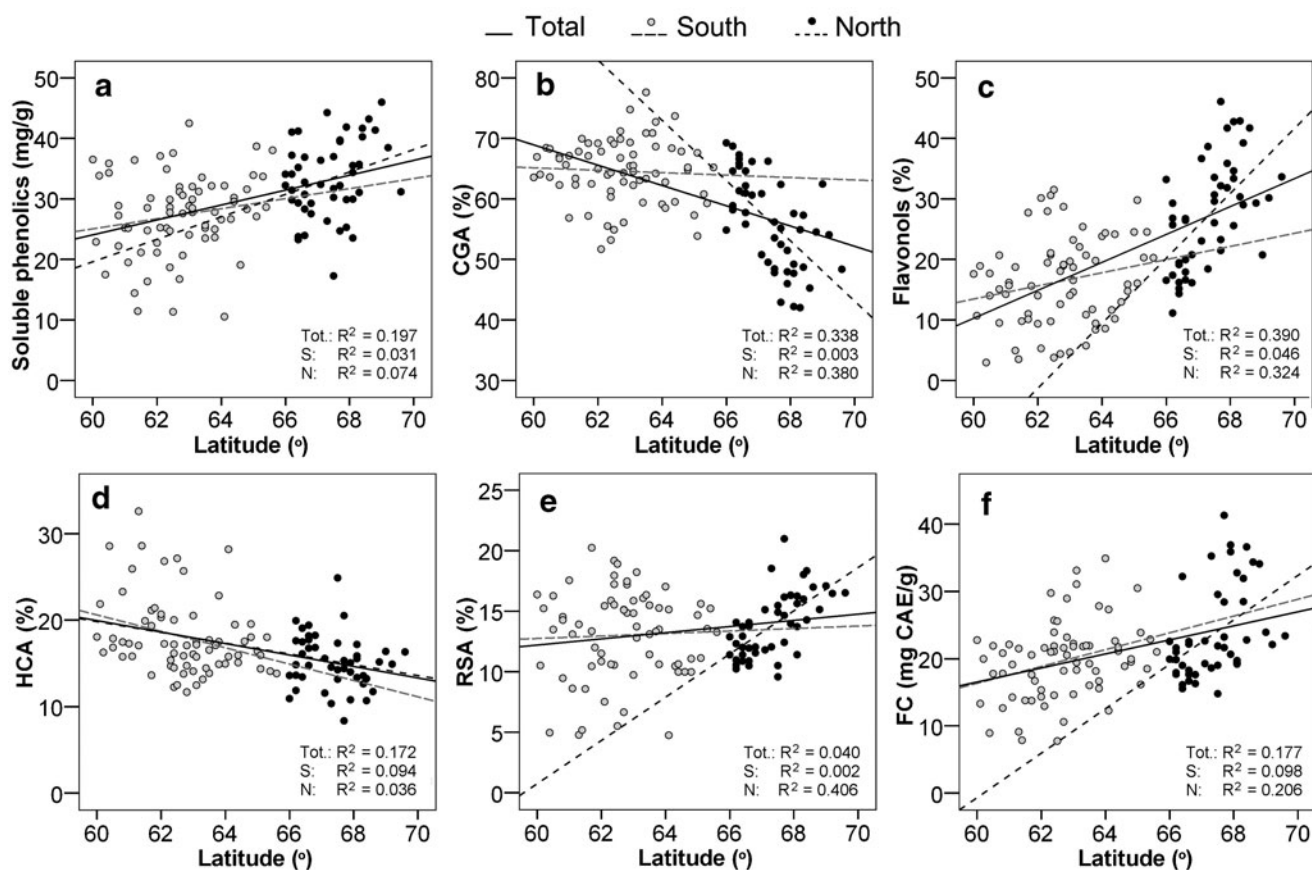 Total South North
a
Soluble phenolics (mg/g)
50
40
30
20
10
0
Tot.: R² = 0.197
S: R² = 0.031
N: R² = 0.074
60 62 64 66 68 70
Latitude (º)
b
CGA (%)
80
70
60
50
40
30
Tot.: R² = 0.338
S: R² = 0.003
N: R² = 0.380
60 62 64 66 68 70
Latitude (º)
c
Flavonols (%)
50
40
30
20
10
0
Tot.: R² = 0.390
S: R² = 0.046
N: R² = 0.324
60 62 64 66 68 70
Latitude (º)
d
HCA (%)
30
20
10
0
Tot.: R² = 0.172
S: R² = 0.094
N: R² = 0.036
60 62 64 66 68 70
Latitude (º)
e
RSA (%)
25
20
15
10
5
0
Tot.: R² = 0.040
S: R² = 0.002
N: R² = 0.406
60 62 64 66 68 70
Latitude (º)
f
FC (mg CAE/g)
40
30
20
10
0
Tot.: R² = 0.177
S: R² = 0.098
N: R² = 0.206
60 62 64 66 68 70
Latitude (º)